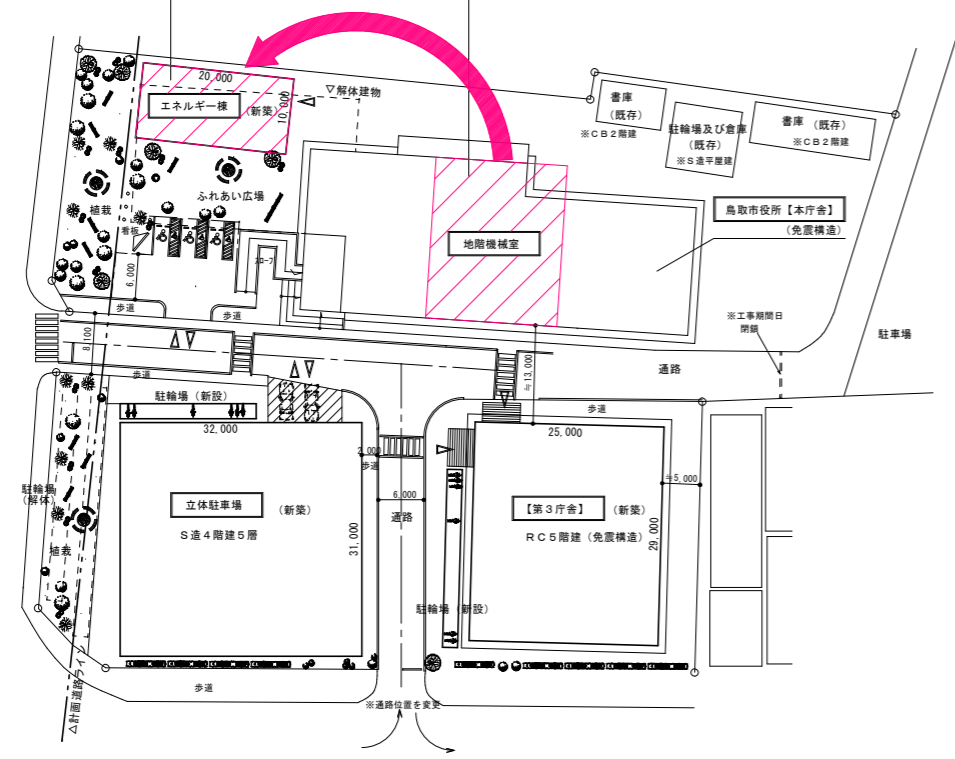 20,000
エネルギー棟
(新築)
10,000
▽解体建物
書庫
(既存)
※CB2階建
駐輪場及び倉庫
(既存)
※S造平屋建
書庫 (既存)
※CB2階建
植栽
ふれあい広場
看板
スロープ
地階機械室
鳥取市役所【本庁舎】
(免震構造)
6,000
歩道
歩道
※工事期間日
閉鎖
駐車場
8,100
≒13,000
通路
歩道
駐輪場(新設)
歩道
32,000
2,000
歩道
25,000
≒5,000
駐輪場
(解体)
立体駐車場
(新築)
S造4階建5層
31,000
6,000
通路
【第3庁舎】
(新築)
RC5階建(免震構造)
29,000
植栽
駐輪場(新設)
△計画道路ライン
歩道
※通路位置を変更